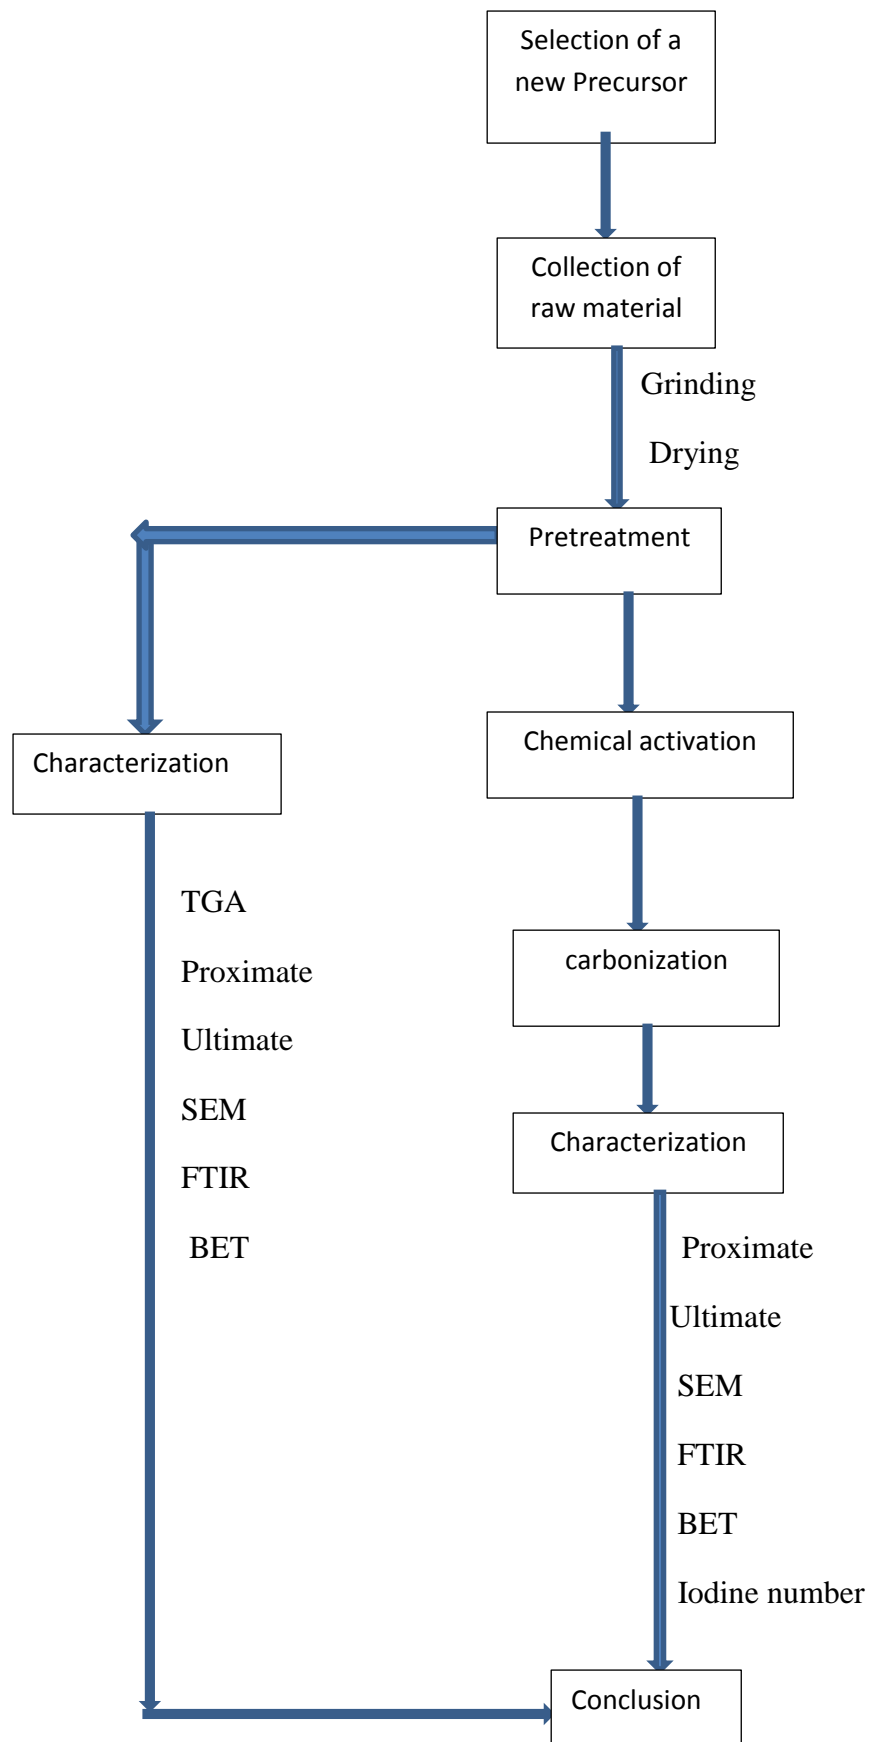 Selection of a
new Precursor
Collection of
raw material
Grinding
Drying
Pretreatment
Chemical activation
Characterization
TGA
Proximate
Ultimate
SEM
FTIR
BET
carbonization
Characterization
Proximate
Ultimate
SEM
FTIR
BET
Iodine number
Conclusion